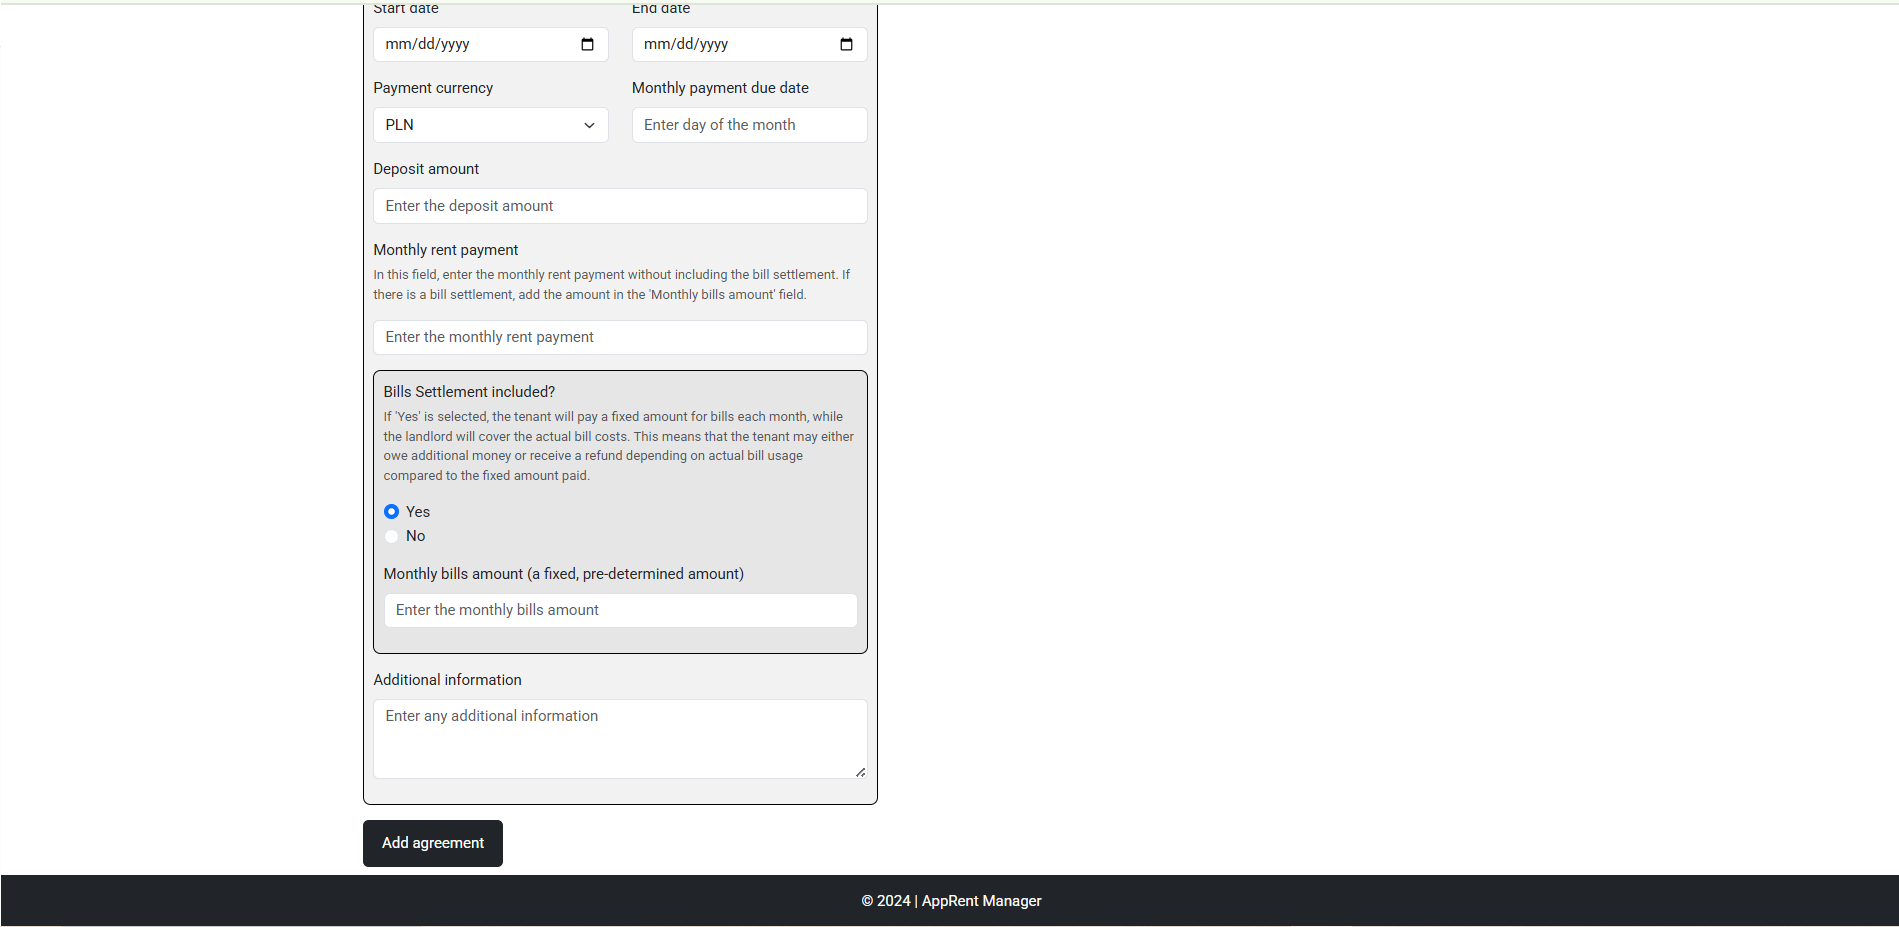 Start date End date
mm/dd/yyyy mm/dd/yyyy
Payment currency Monthly payment due date
PLN Enter day of the month
Deposit amount
Enter the deposit amount
Monthly rent payment
In this field, enter the monthly rent payment without including the bill settlement. If
there is a bill settlement, add the amount in the 'Monthly bills amount' field.
Enter the monthly rent payment
Bills Settlement included?
If 'Yes' is selected, the tenant will pay a fixed amount for bills each month, while
the landlord will cover the actual bill costs. This means that the tenant may either
owe additional money or receive a refund depending on actual bill usage
compared to the fixed amount paid.
Yes
No
Monthly bills amount (a fixed, pre-determined amount)
Enter the monthly bills amount
Additional information
Enter any additional information
Add agreement
© 2024 | AppRent Manager